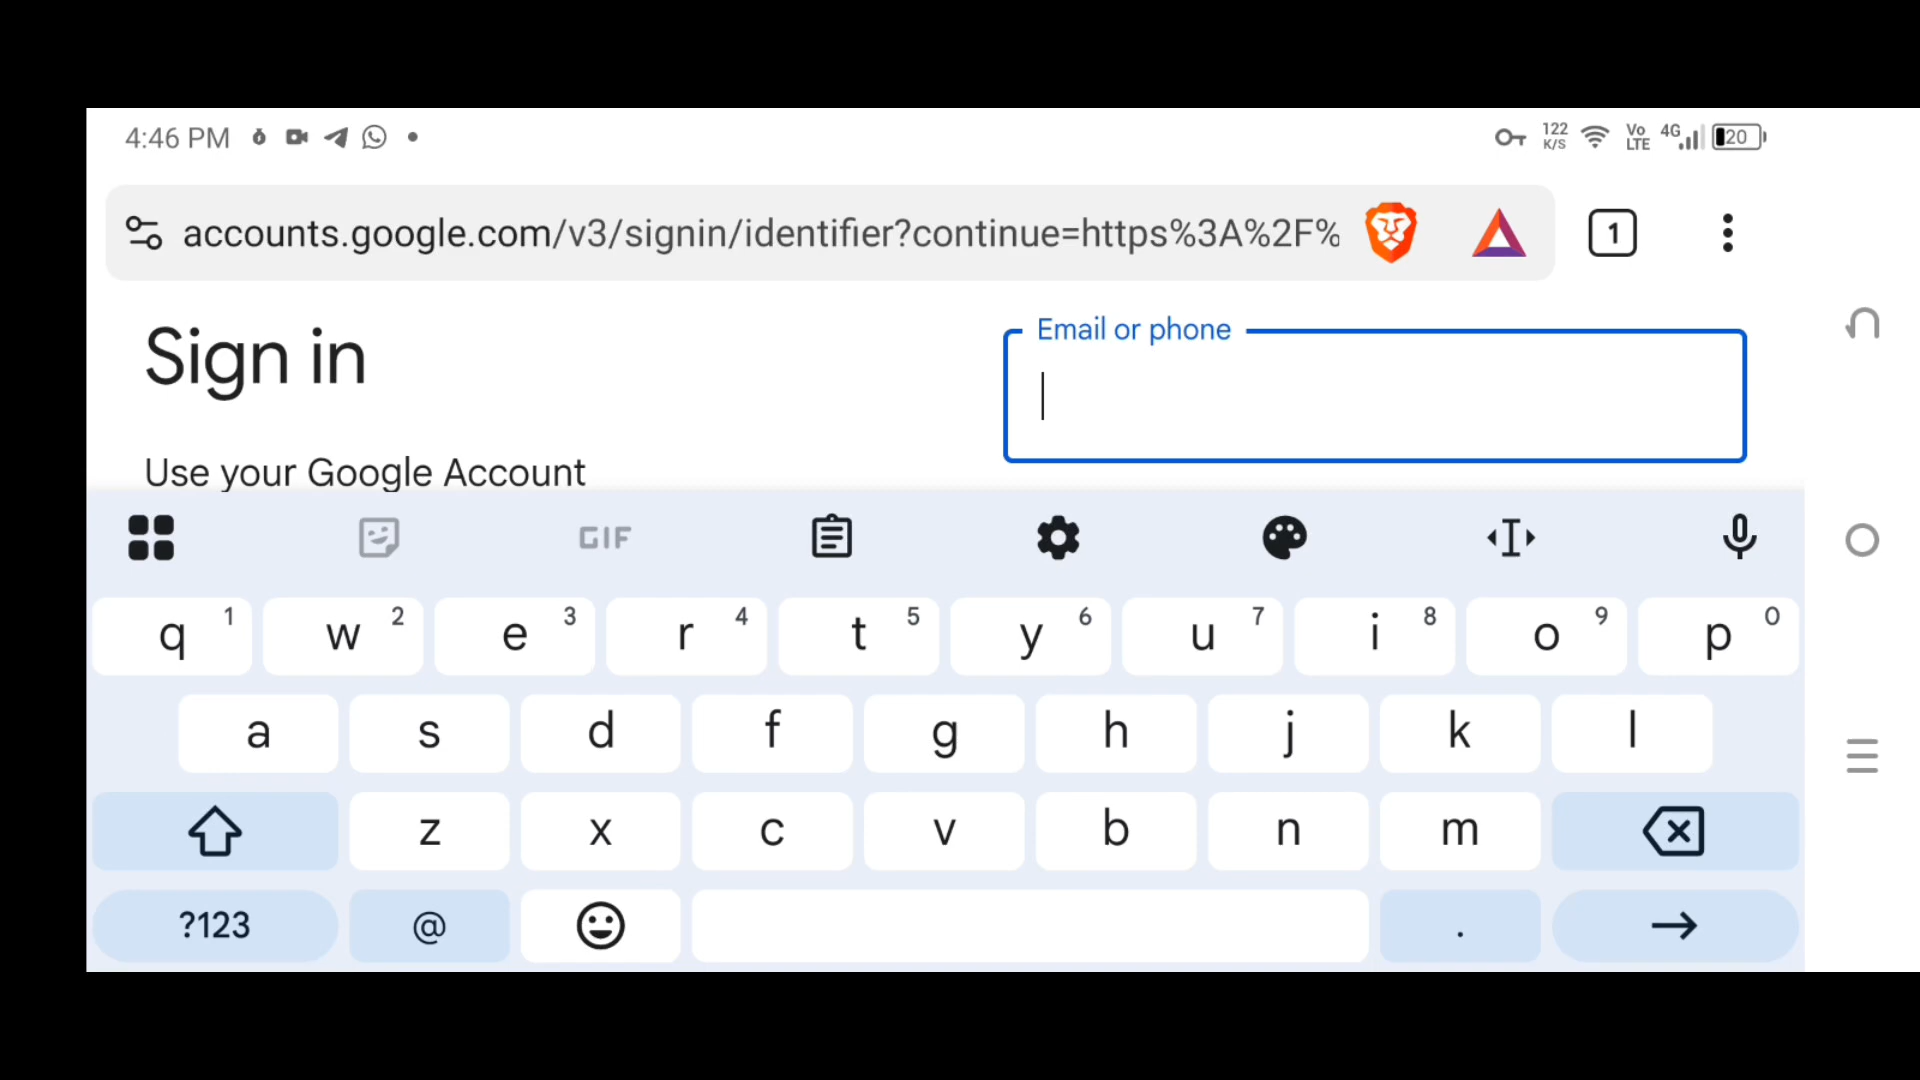 4:46 PM 122 K/S Vo LTE 4G 20
accounts.google.com/v3/signin/identifier?continue=https%3A%2F% 1
Sign in
Email or phone
Use your Google Account
GIF
q 1 w 2 e 3 r 4 t 5 y 6 u 7 i 8 o 9 p 0
a s d f g h j k l
z x c v b n m
?123 @ .